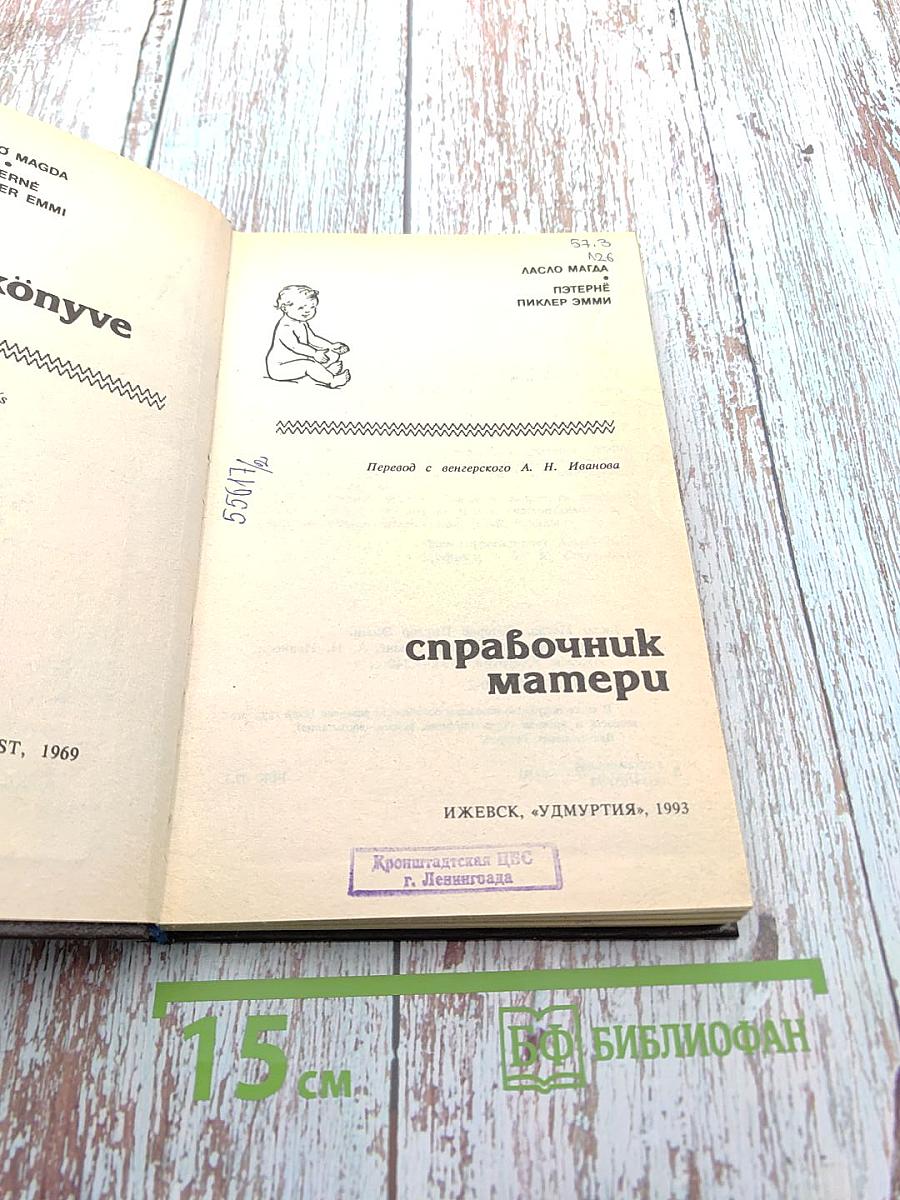 MAGDA
ERNÉ
ER EMMI
könyve
ST, 1969
57.3
Л26
ЛАСЛО МАГДА
ПЭТЕРНЁ
ПИКЛЕР ЭММИ
Перевод с венгерского А. Н. Иванова
справочник
матери
ИЖЕВСК, «УДМУРТИЯ», 1993
Кронштадтская ЦБС
г. Ленинграда
15 см
БФ БИБЛИОФАН